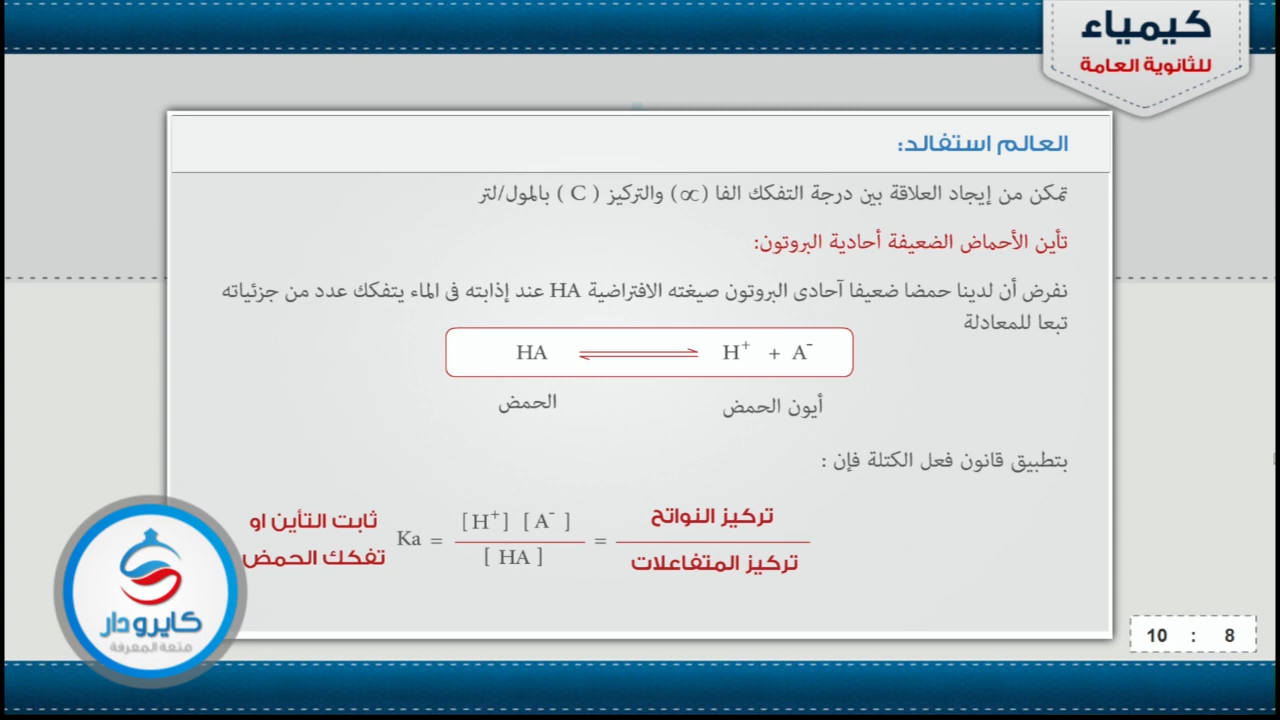 كيمياء
للثانوية العامة
العالم استفالد:
تمكن من إيجاد العلاقة بين درجة التفكك الفا (∝) والتركيز ( C ) بالمول/لتر
تأين الأحماض الضعيفة أحادية البروتون:
نفرض أن لدينا حمضا ضعيفا آحادى البروتون صيغته الافتراضية HA عند إذابته فى الماء يتفكك عدد من جزئياته
تبعا للمعادلة
HA ⇌ H⁺ + A⁻
الحمض أيون الحمض
بتطبيق قانون فعل الكتلة فإن :
ثابت التأين او
تفكك الحمض
Ka = [ H⁺ ] [ A⁻ ] / [ HA ] = تركيز النواتج / تركيز المتفاعلات
كايرودار
متعة المعرفة
10 : 8